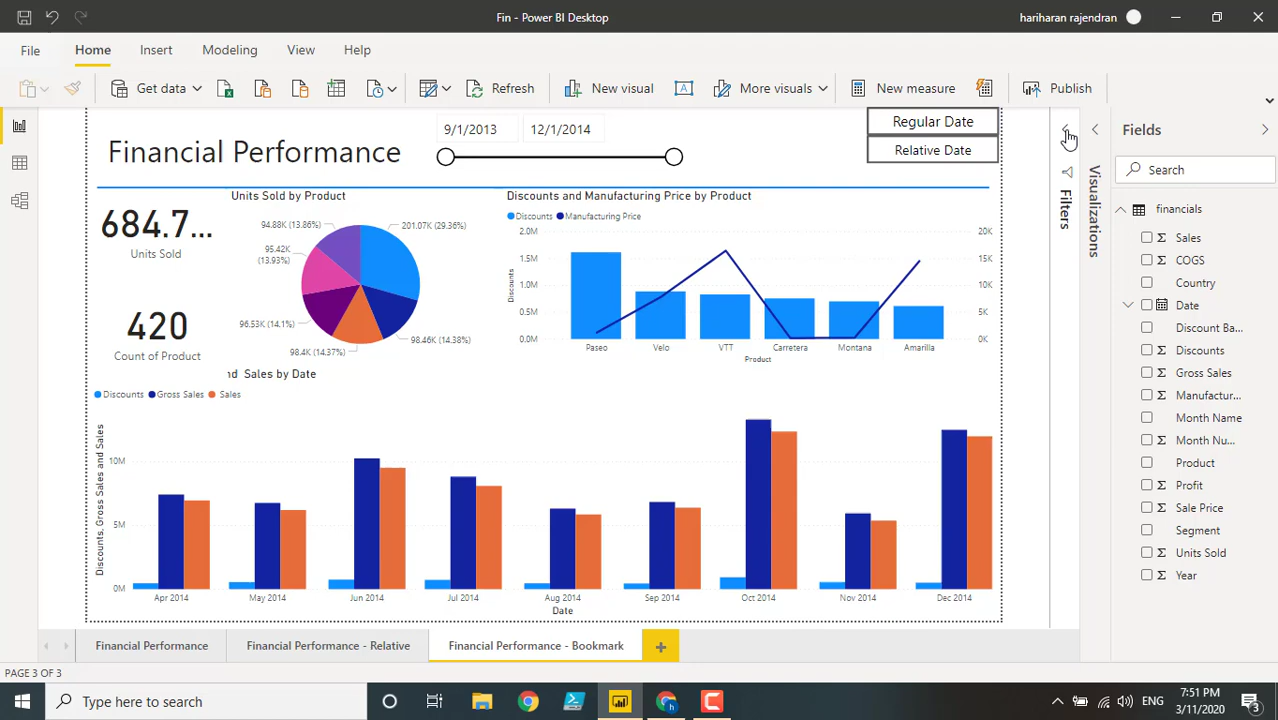 Fin - Power BI Desktop
hariharan rajendran
File
Home
Insert
Modeling
View
Help
Get data
Refresh
New visual
More visuals
New measure
Publish
Financial Performance
9/1/2013
12/1/2014
Regular Date
Relative Date
684.7...
Units Sold
420
Count of Product
Units Sold by Product
94.88K (13.86%)
201.07K (29.36%)
95.42K
(13.93%)
96.53K (14.1%)
98.46K (14.38%)
98.4K (14.37%)
Discounts and Manufacturing Price by Product
Discounts
Manufacturing Price
2.0M
1.5M
1.0M
0.5M
0.0M
Discounts
20K
15K
10K
5K
0K
Paseo
Velo
VTT
Carretera
Montana
Amarilla
Product
nd Sales by Date
Discounts
Gross Sales
Sales
Discounts, Gross Sales and Sales
10M
5M
0M
Apr 2014
May 2014
Jun 2014
Jul 2014
Aug 2014
Sep 2014
Oct 2014
Nov 2014
Dec 2014
Date
Filters
Visualizations
Fields
Search
financials
Sales
COGS
Country
Date
Discount Ba...
Discounts
Gross Sales
Manufactur...
Month Name
Month Nu...
Product
Profit
Sale Price
Segment
Units Sold
Year
Financial Performance
Financial Performance - Relative
Financial Performance - Bookmark
PAGE 3 OF 3
Type here to search
ENG
7:51 PM
3/11/2020
3